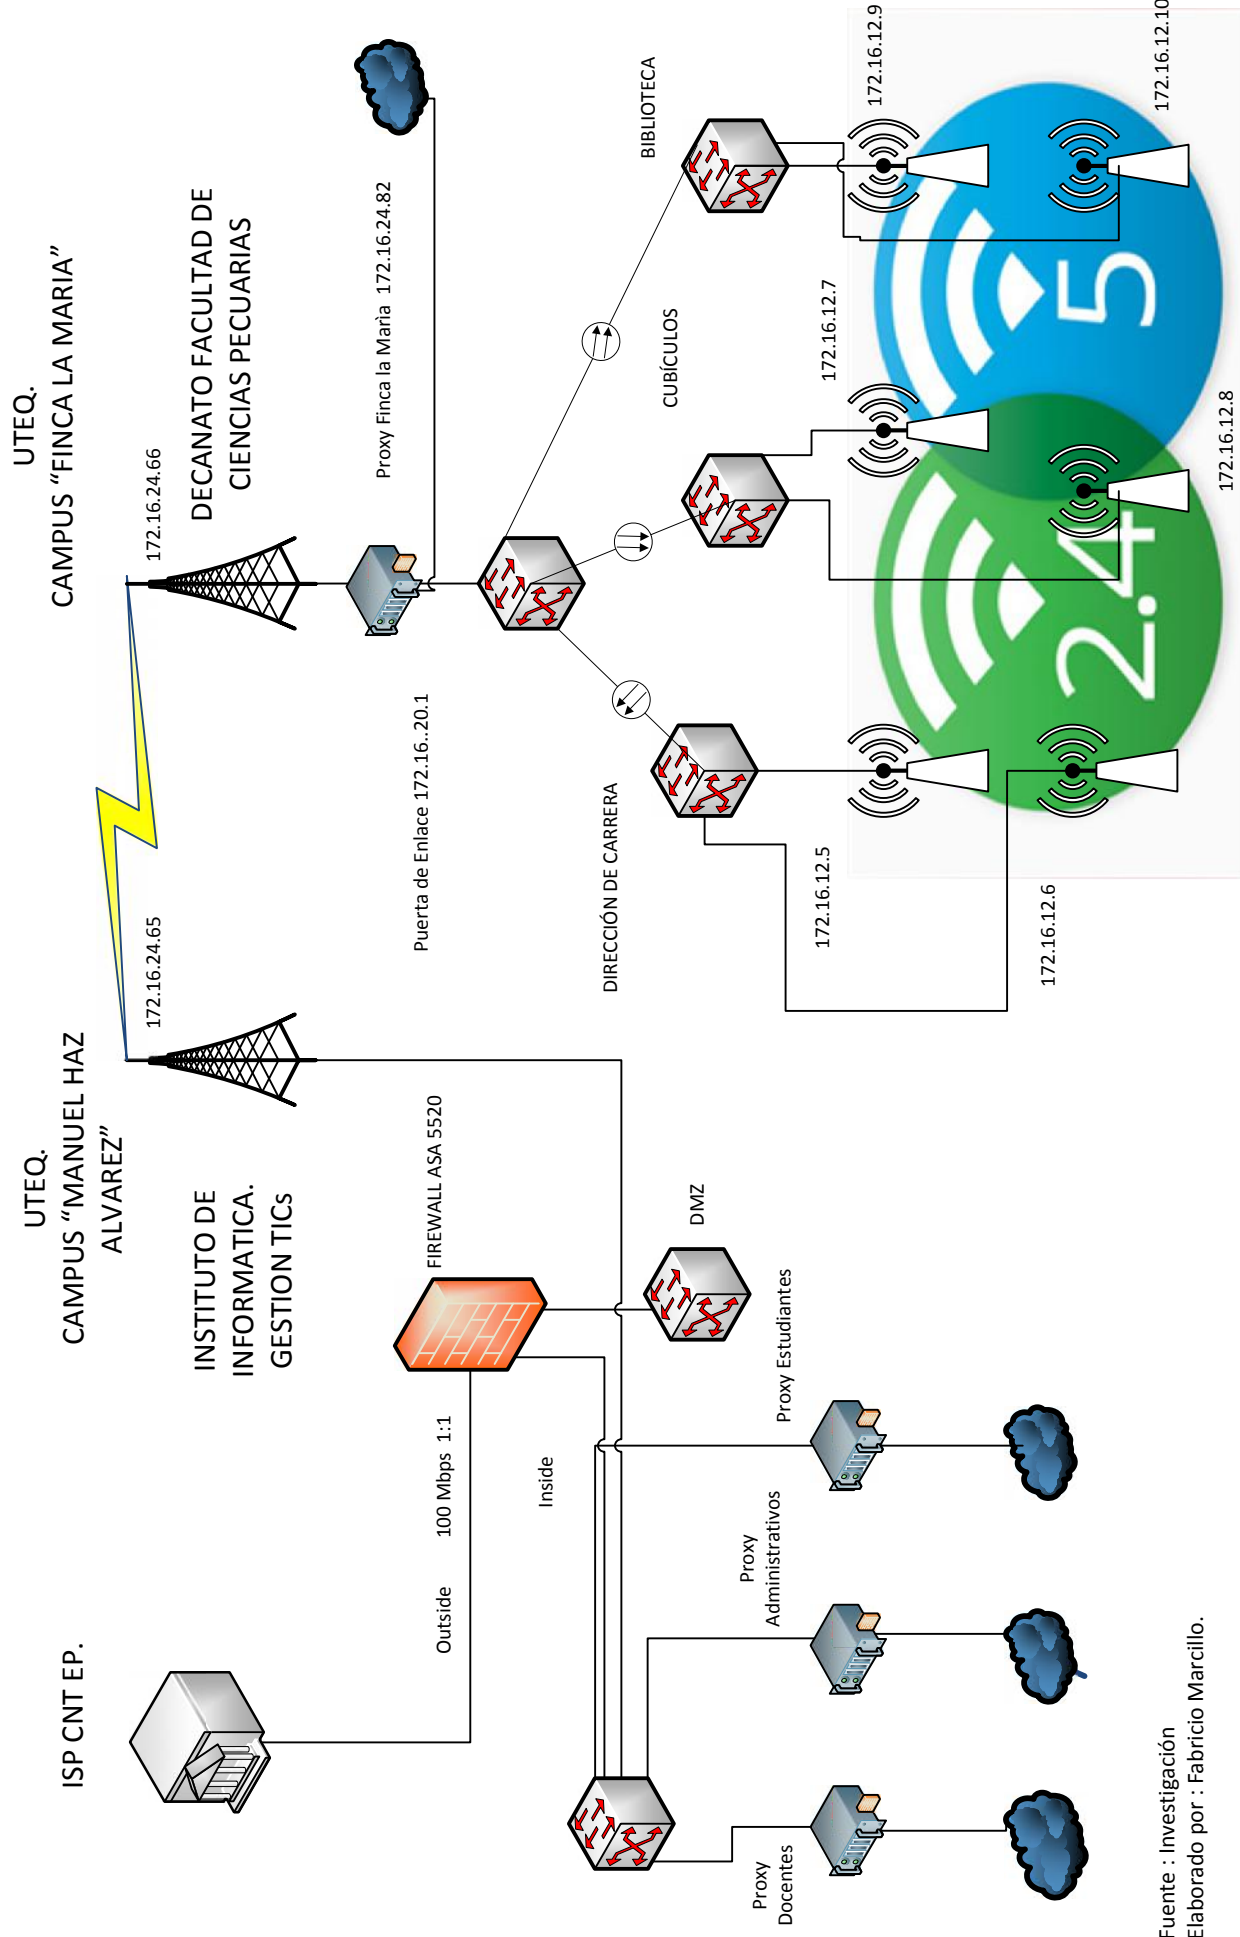 ISP CNT EP.
UTEQ.
CAMPUS “MANUEL HAZ
ALVAREZ”
UTEQ.
CAMPUS “FINCA LA MARIA”
172.16.24.65
172.16.24.66
INSTITUTO DE
INFORMATICA.
GESTION TICs
DECANATO FACULTAD DE
CIENCIAS PECUARIAS
Outside
100 Mbps 1:1
FIREWALL ASA 5520
Puerta de Enlace 172.16..20.1
Proxy Finca la Marìa 172.16.24.82
Inside
DMZ
DIRECCIÓN DE CARRERA
CUBÍCULOS
BIBLIOTECA
Proxy
Docentes
Proxy
Administrativos
Proxy Estudiantes
172.16.12.5
172.16.12.7
172.16.12.9
172.16.12.6
172.16.12.8
172.16.12.10
2.4
5
Fuente : Investigación
Elaborado por : Fabricio Marcillo.